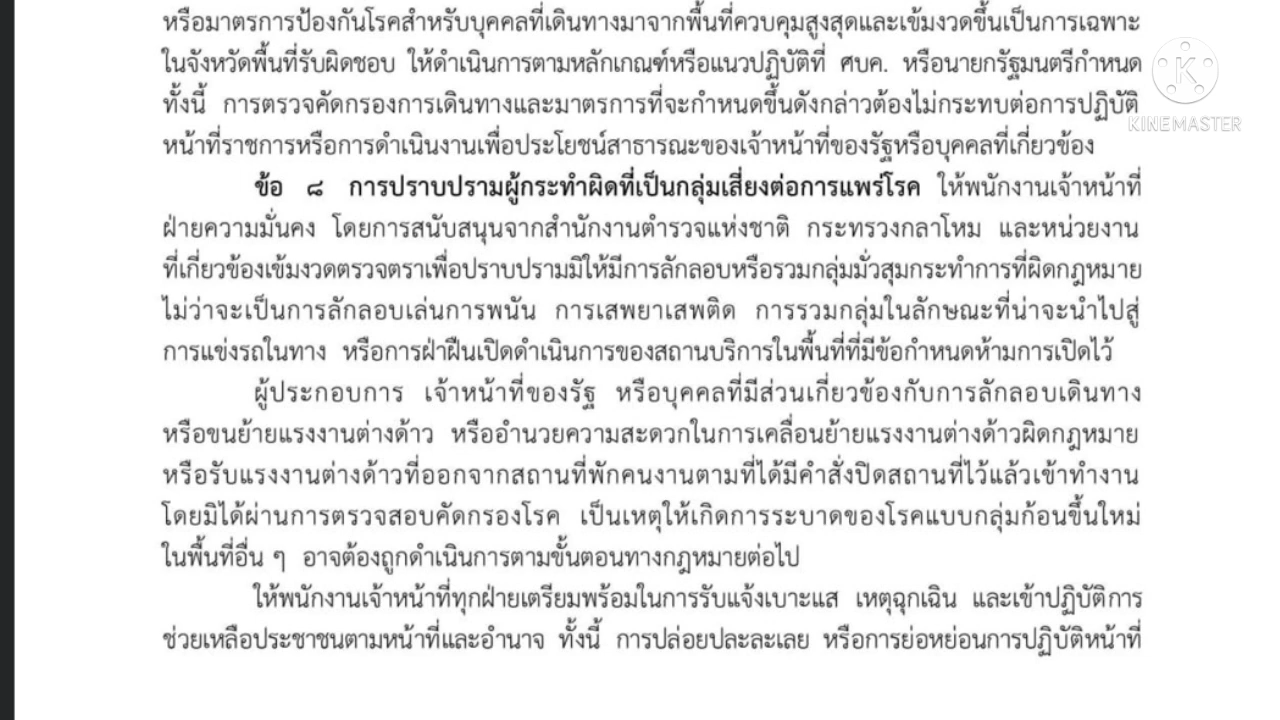 หรือมาตรการป้องกันโรคสำหรับบุคคลที่เดินทางมาจากพื้นที่ควบคุมสูงสุดและเข้มงวดขึ้นเป็นการเฉพาะ
ในจังหวัดพื้นที่รับผิดชอบ ให้ดำเนินการตามหลักเกณฑ์หรือแนวปฏิบัติที่ ศบค. หรือนายกรัฐมนตรีกำหนด
ทั้งนี้ การตรวจคัดกรองการเดินทางและมาตรการที่จะกำหนดขึ้นดังกล่าวต้องไม่กระทบต่อการปฏิบัติ
หน้าที่ราชการหรือการดำเนินงานเพื่อประโยชน์สาธารณะของเจ้าหน้าที่ของรัฐหรือบุคคลที่เกี่ยวข้อง
ข้อ ๘ การปราบปรามผู้กระทำผิดที่เป็นกลุ่มเสี่ยงต่อการแพร่โรค ให้พนักงานเจ้าหน้าที่
ฝ่ายความมั่นคง โดยการสนับสนุนจากสำนักงานตำรวจแห่งชาติ กระทรวงกลาโหม และหน่วยงาน
ที่เกี่ยวข้องเข้มงวดตรวจตราเพื่อปราบปรามมิให้มีการลักลอบหรือรวมกลุ่มมั่วสุมกระทำการที่ผิดกฎหมาย
ไม่ว่าจะเป็นการลักลอบเล่นการพนัน การเสพยาเสพติด การรวมกลุ่มในลักษณะที่น่าจะนำไปสู่
การแข่งรถในทาง หรือการฝ่าฝืนเปิดดำเนินการของสถานบริการในพื้นที่ที่มีข้อกำหนดห้ามการเปิดไว้
ผู้ประกอบการ เจ้าหน้าที่ของรัฐ หรือบุคคลที่มีส่วนเกี่ยวข้องกับการลักลอบเดินทาง
หรือขนย้ายแรงงานต่างด้าว หรืออำนวยความสะดวกในการเคลื่อนย้ายแรงงานต่างด้าวผิดกฎหมาย
หรือรับแรงงานต่างด้าวที่ออกจากสถานที่พักคนงานตามที่ได้มีคำสั่งปิดสถานที่ไว้แล้วเข้าทำงาน
โดยมิได้ผ่านการตรวจสอบคัดกรองโรค เป็นเหตุให้เกิดการระบาดของโรคแบบกลุ่มก้อนขึ้นใหม่
ในพื้นที่อื่น ๆ อาจต้องถูกดำเนินการตามขั้นตอนทางกฎหมายต่อไป
ให้พนักงานเจ้าหน้าที่ทุกฝ่ายเตรียมพร้อมในการรับแจ้งเบาะแส เหตุฉุกเฉิน และเข้าปฏิบัติการ
ช่วยเหลือประชาชนตามหน้าที่และอำนาจ ทั้งนี้ การปล่อยปละละเลย หรือการย่อหย่อนการปฏิบัติหน้าที่
K
KINEMASTER